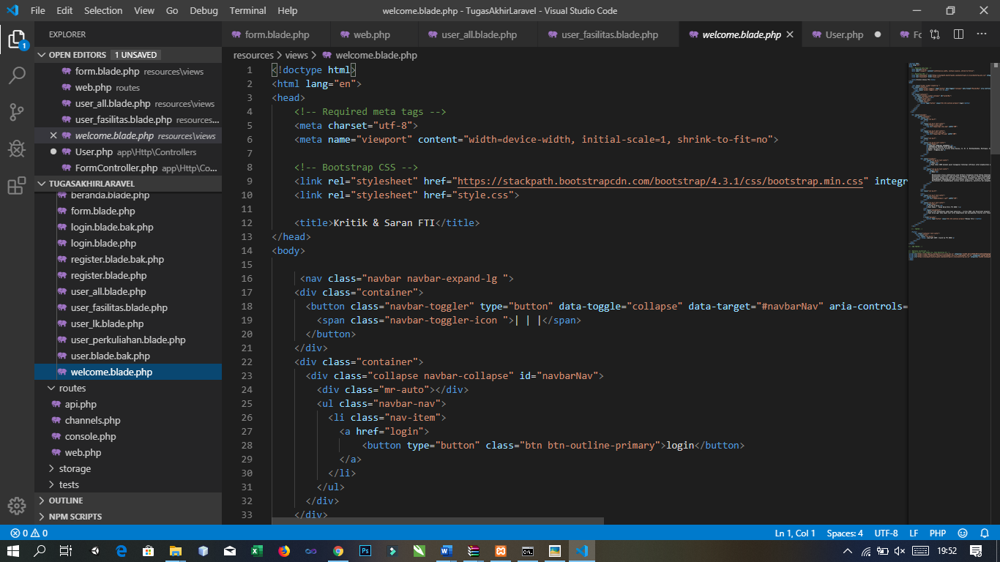 File Edit Selection View Go Debug Terminal Help
welcome.blade.php - TugasAkhirLaravel - Visual Studio Code
EXPLORER
OPEN EDITORS 1 UNSAVED
form.blade.php resources\views
web.php routes
user_all.blade.php resources\views
user_fasilitas.blade.php resources...
welcome.blade.php resources\views
User.php app\Http\Controllers
FormController.php app\Http\Co...
TUGASAKHIRLARAVEL
beranda.blade.php
form.blade.php
login.blade.bak.php
login.blade.php
register.blade.bak.php
register.blade.php
user_all.blade.php
user_fasilitas.blade.php
user_lk.blade.php
user_perkuliahan.blade.php
user.blade.bak.php
welcome.blade.php
routes
api.php
channels.php
console.php
web.php
storage
tests
OUTLINE
NPM SCRIPTS
form.blade.php web.php user_all.blade.php user_fasilitas.blade.php welcome.blade.php User.php Fo
resources > views > welcome.blade.php
1 <!doctype html>
2 <html lang="en">
3 <head>
4 <!-- Required meta tags -->
5 <meta charset="utf-8">
6 <meta name="viewport" content="width=device-width, initial-scale=1, shrink-to-fit=no">
7
8 <!-- Bootstrap CSS -->
9 <link rel="stylesheet" href="https://stackpath.bootstrapcdn.com/bootstrap/4.3.1/css/bootstrap.min.css" integr
10 <link rel="stylesheet" href="style.css">
11
12 <title>Kritik & Saran FTI</title>
13 </head>
14 <body>
15
16 <nav class="navbar navbar-expand-lg ">
17 <div class="container">
18 <button class="navbar-toggler" type="button" data-toggle="collapse" data-target="#navbarNav" aria-controls=
19 <span class="navbar-toggler-icon ">| | |</span>
20 </button>
21 </div>
22 <div class="container">
23 <div class="collapse navbar-collapse" id="navbarNav">
24 <div class="mr-auto"></div>
25 <ul class="navbar-nav">
26 <li class="nav-item">
27 <a href="login">
28 <button type="button" class="btn btn-outline-primary">login</button>
29 </a>
30 </li>
31 </ul>
32 </div>
33 </div>
0 0 Ln 1, Col 1 Spaces: 4 UTF-8 LF PHP
19:52